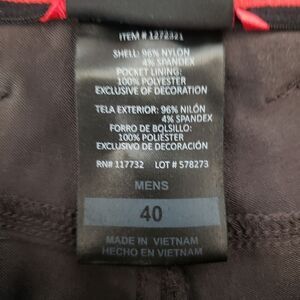 ITEM # 1272321
SHELL: 96% NYLON
4% SPANDEX
POCKET LINING:
100% POLYESTER
EXCLUSIVE OF DECORATION
TELA EXTERIOR: 96% NILÓN
4% SPANDEX
FORRO DE BOLSILLO:
100% POLIÉSTER
EXCLUSIVO DE DECORACIÓN
RN# 117732 LOT # 578273
MENS
40
MADE IN VIETNAM
HECHO EN VIETNAM